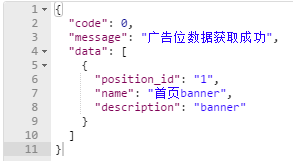 1 {
2 "code": 0,
3 "message": "广告位数据获取成功",
4 "data": [
5 {
6 "position_id": "1",
7 "name": "首页banner",
8 "description": "banner"
9 }
10 ]
11 }